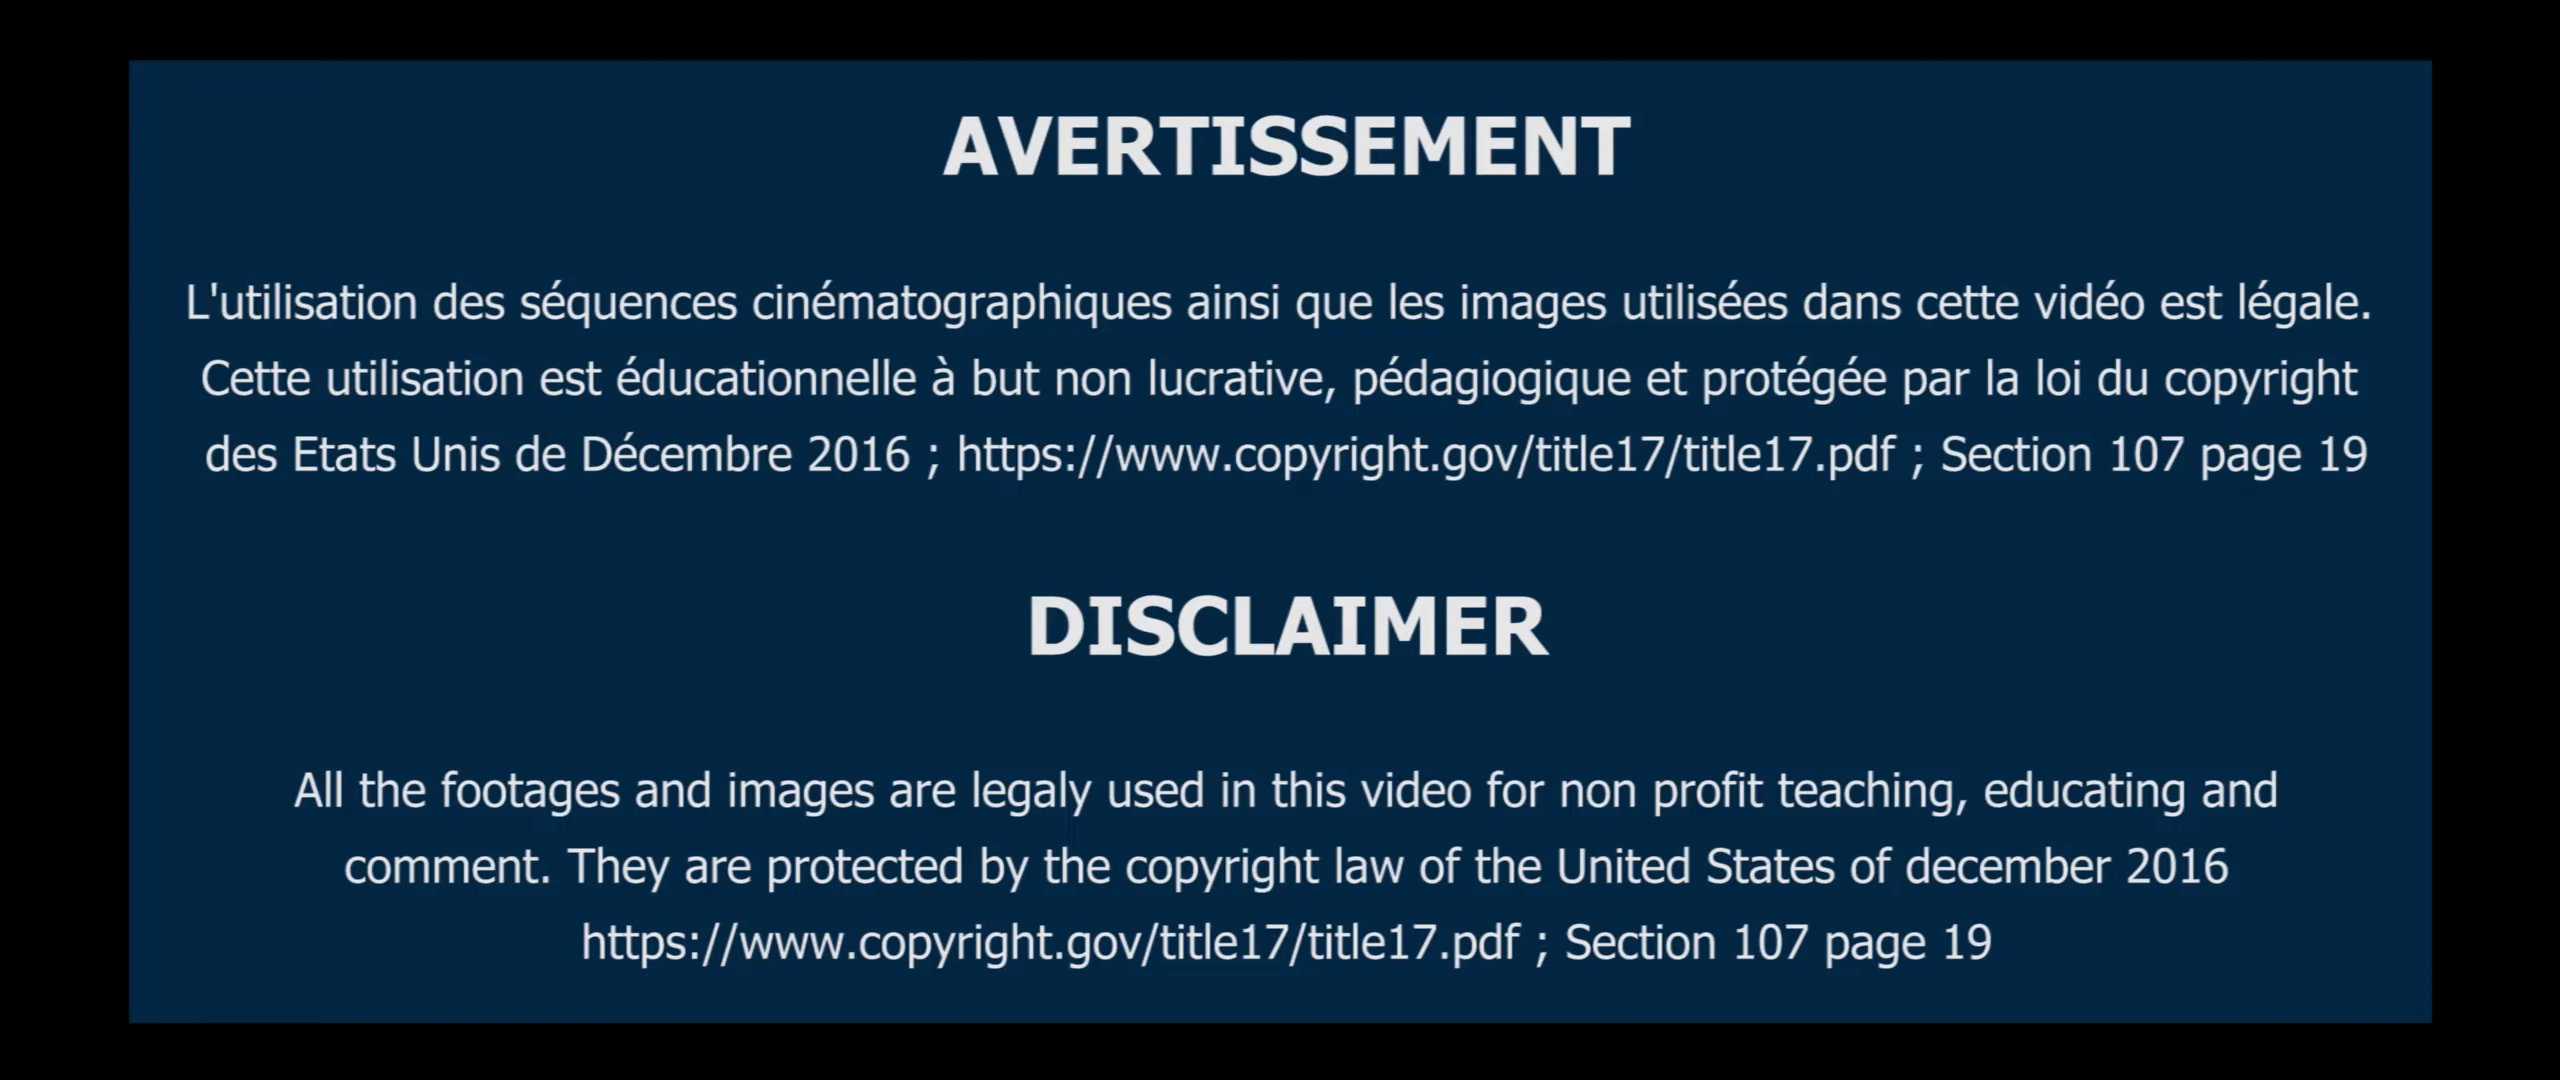 AVERTISSEMENT
L'utilisation des séquences cinématographiques ainsi que les images utilisées dans cette vidéo est légale.
Cette utilisation est éducationnelle à but non lucrative, pédagiogique et protégée par la loi du copyright
des Etats Unis de Décembre 2016 ; https://www.copyright.gov/title17/title17.pdf ; Section 107 page 19
DISCLAIMER
All the footages and images are legaly used in this video for non profit teaching, educating and
comment. They are protected by the copyright law of the United States of december 2016
https://www.copyright.gov/title17/title17.pdf ; Section 107 page 19